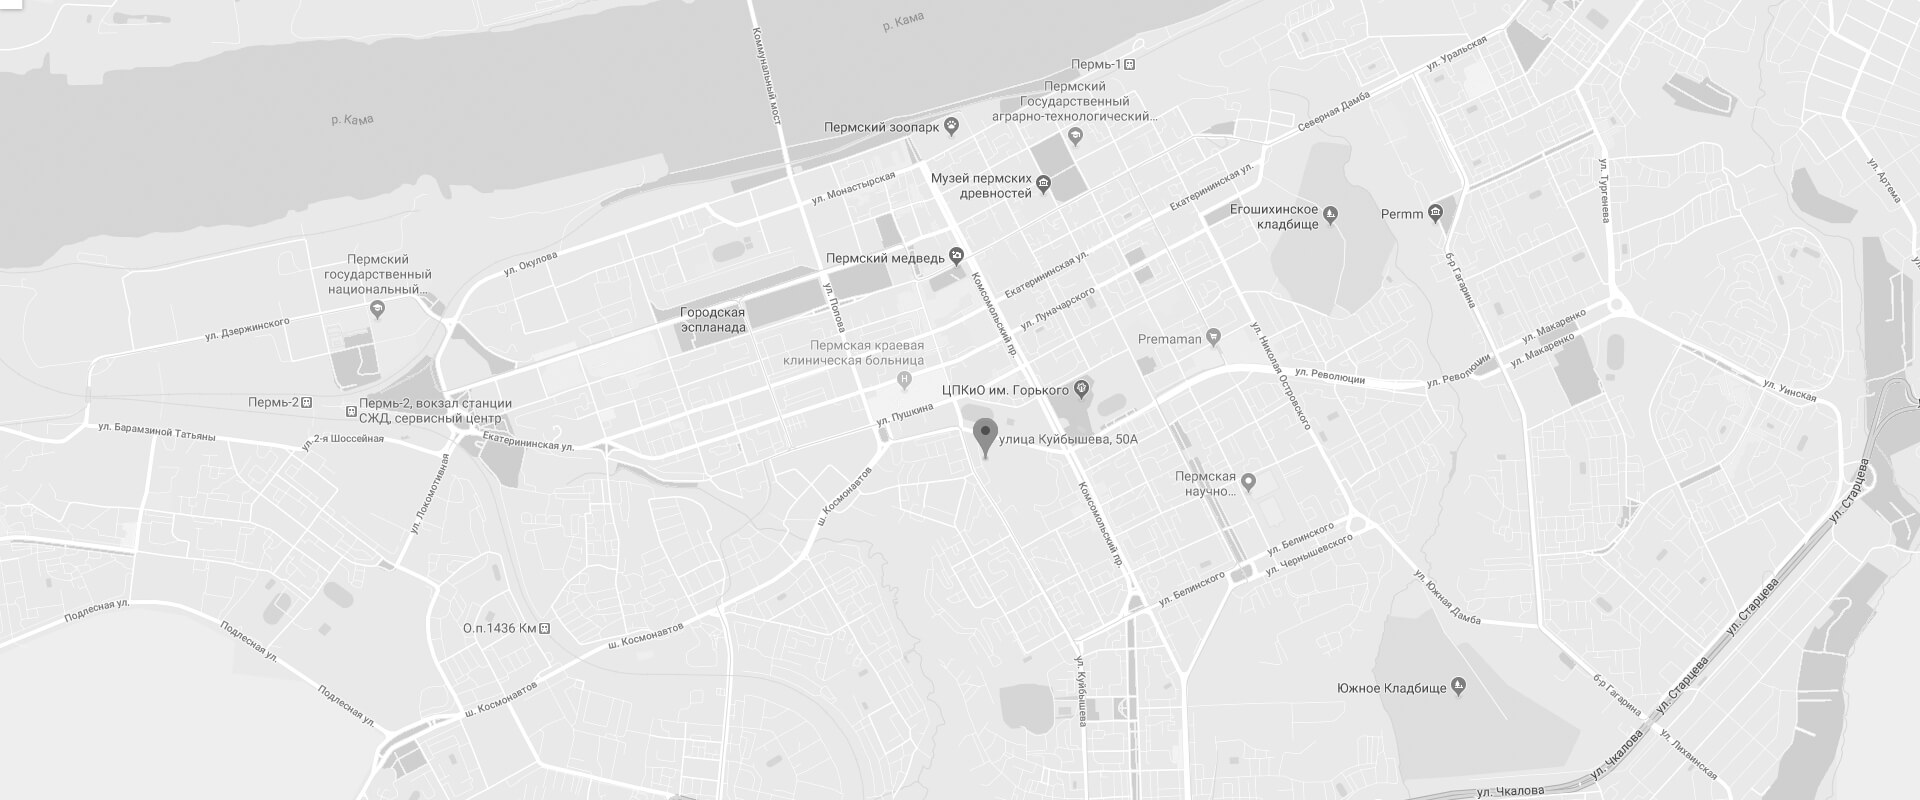 р. Кама
Коммунальный мост
ул. Уральская
Пермь-1
Пермский
Государственный
аграрно-технологический...
Северная Дамба
р. Кама
Пермский зоопарк
ул. Тургенева
ул. Артема
Музей пермских
древностей
ул. Монастырская
Екатерининская ул.
Егошихинское
кладбище
Permm
Пермский
государственный
национальный...
ул. Окулова
Пермский медведь
Екатерининская ул.
б-р Гагарина
ул. Попова
Комсомольский пр.
ул. Луначарского
Городская
эспланада
ул. Дзержинского
ул. Макаренко
ул. Макаренко
Пермская краевая
клиническая больница
Premaman
ул. Николая Островского
ул. Революции
ул. Революции
ул. Уинская
ЦПКиО им. Горького
Пермь-2
Пермь-2, вокзал станции
СЖД, сервисный центр
ул. Пушкина
ул. Барамзиной Татьяны
ул. 2-я Шоссейная
Екатерининская ул.
улица Куйбышева, 50А
ул. Локомотивная
ш. Космонавтов
Комсомольский пр.
Пермская
научно...
ул. Старцева
ул. Белинского
ул. Чернышевского
ул. Белинского
ул. Южная Дамба
ул. Старцева
Подлесная ул.
Подлесная ул.
О.п.1436 Км
ш. Космонавтов
ул. Куйбышева
Подлесная ул.
ш. Космонавтов
Южное Кладбище
б-р Гагарина
ул. Старцева
ул. Чкалова
ул. Лихвинская
ул. Чкалова